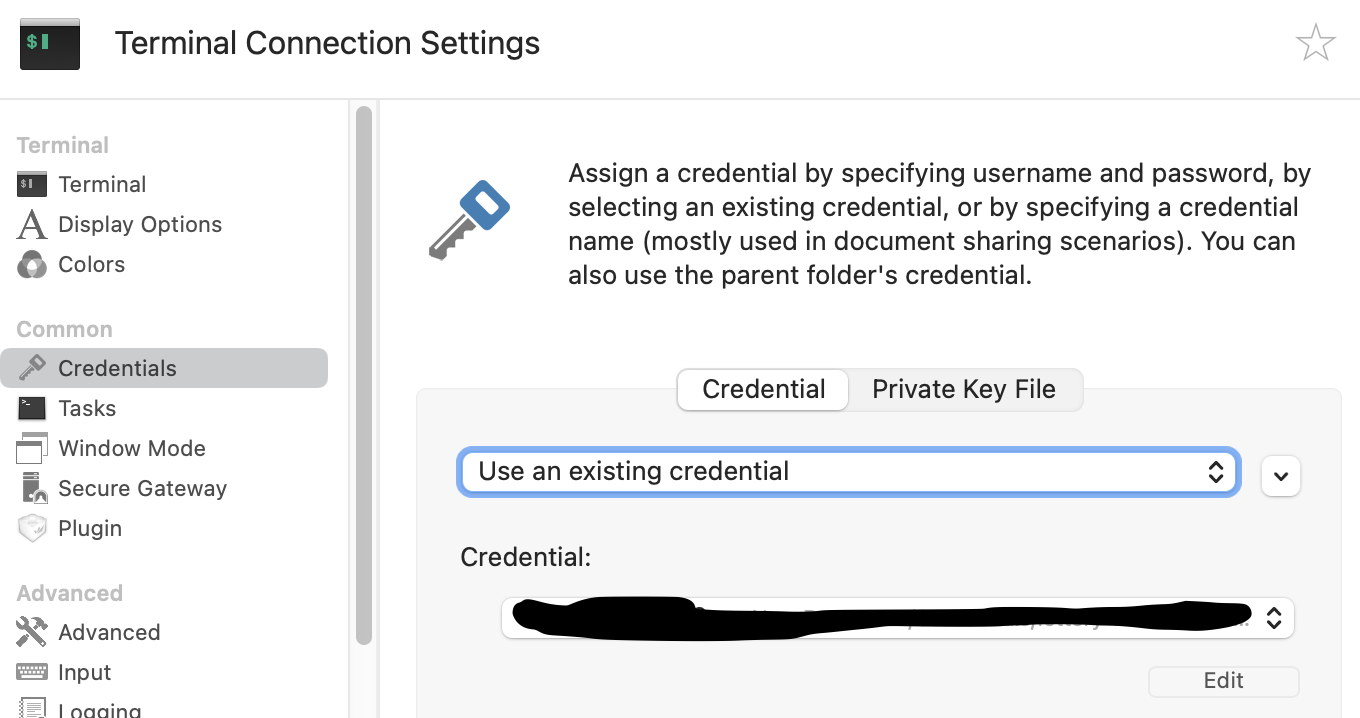 Terminal Connection Settings
Terminal
Terminal
Display Options
Colors
Common
Credentials
Tasks
Window Mode
Secure Gateway
Plugin
Advanced
Advanced
Input
Logging
Assign a credential by specifying username and password, by
selecting an existing credential, or by specifying a credential
name (mostly used in document sharing scenarios). You can
also use the parent folder's credential.
Credential
Private Key File
Use an existing credential
Credential:
Edit